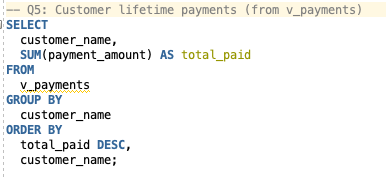 -- Q5: Customer lifetime payments (from v_payments)
SELECT
customer_name,
SUM(payment_amount) AS total_paid
FROM
v_payments
GROUP BY
customer_name
ORDER BY
total_paid DESC,
customer_name;